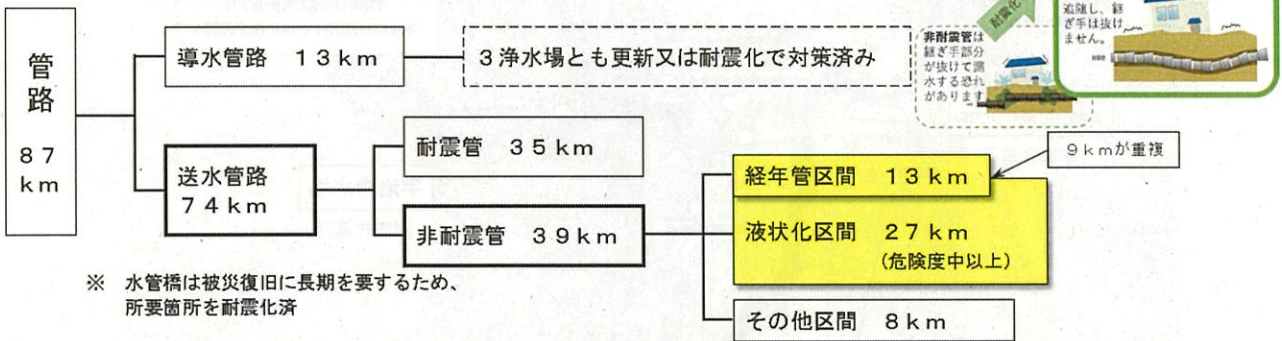 管路
87
km
導水管路 13km
3浄水場とも更新又は耐震化で対策済み
送水管路
74km
耐震管 35km
非耐震管 39km
経年管区間 13km
液状化区間 27km
(危険度中以上)
その他区間 8km
9kmが重複
※ 水管橋は被災復旧に長期を要するため、
所要箇所を耐震化済
耐震化
非耐震管は
継ぎ手部分
が抜けて漏
水する恐れ
があります
追随し、継
ぎ手は抜け
ません。